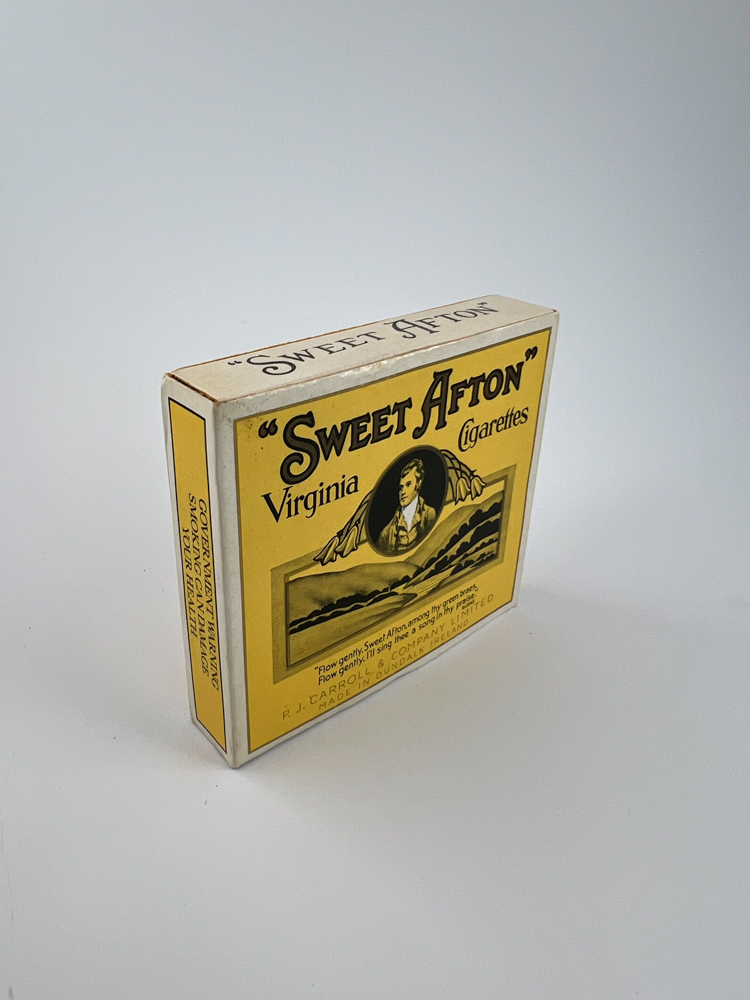 "SWEET AFTON"
"SWEET AFTON"
Virginia Cigarettes
"Flow gently, Sweet Afton, among thy green braes,
Flow gently, I'll sing thee a song in thy praise."
P. J. CARROLL & COMPANY LIMITED
MADE IN DUNDALK IRELAND
GOVERNMENT WARNING
SMOKING CAN DAMAGE
YOUR HEALTH